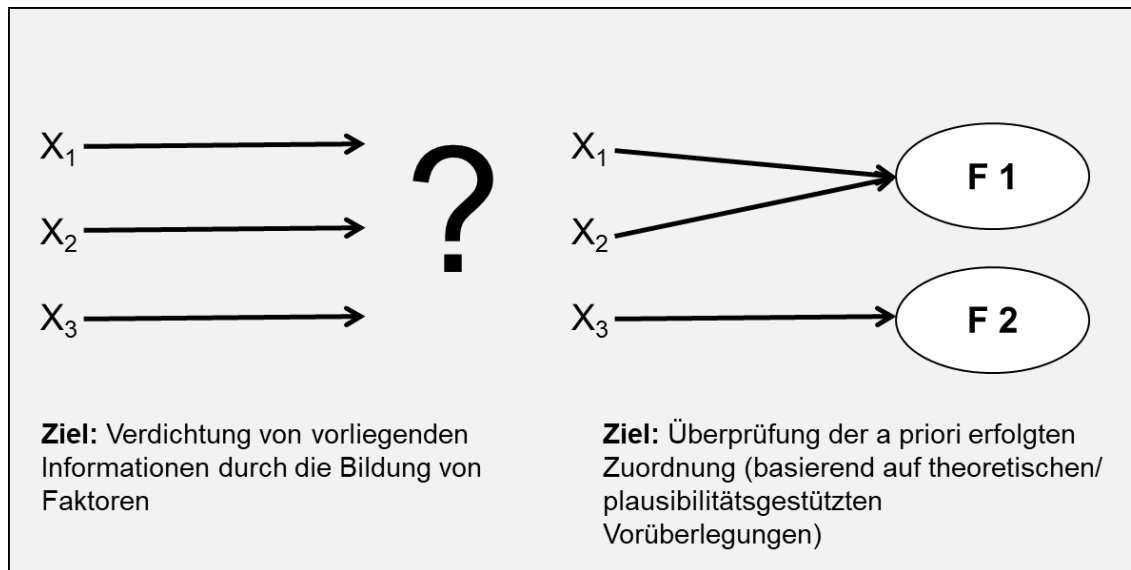 X₁
X₂
X₃
?
X₁
X₂
X₃
F 1
F 2
Ziel: Verdichtung von vorliegenden
Informationen durch die Bildung von
Faktoren
Ziel: Überprüfung der a priori erfolgten
Zuordnung (basierend auf theoretischen/
plausibilitätsgestützten
Vorüberlegungen)